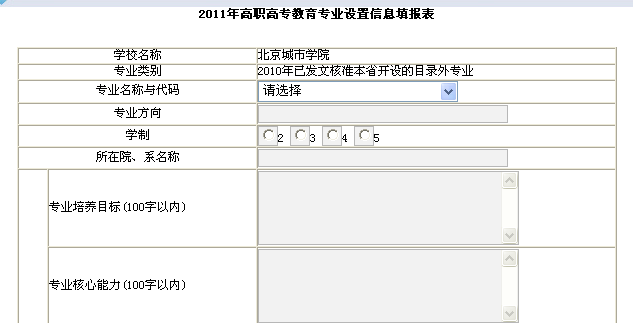 2011年高职高专教育专业设置信息填报表
学校名称 北京城市学院
专业类别 2010年已发文核准本省开设的目录外专业
专业名称与代码 请选择
专业方向
学制 2 3 4 5
所在院、系名称
专业培养目标(100字以内)
专业核心能力(100字以内)